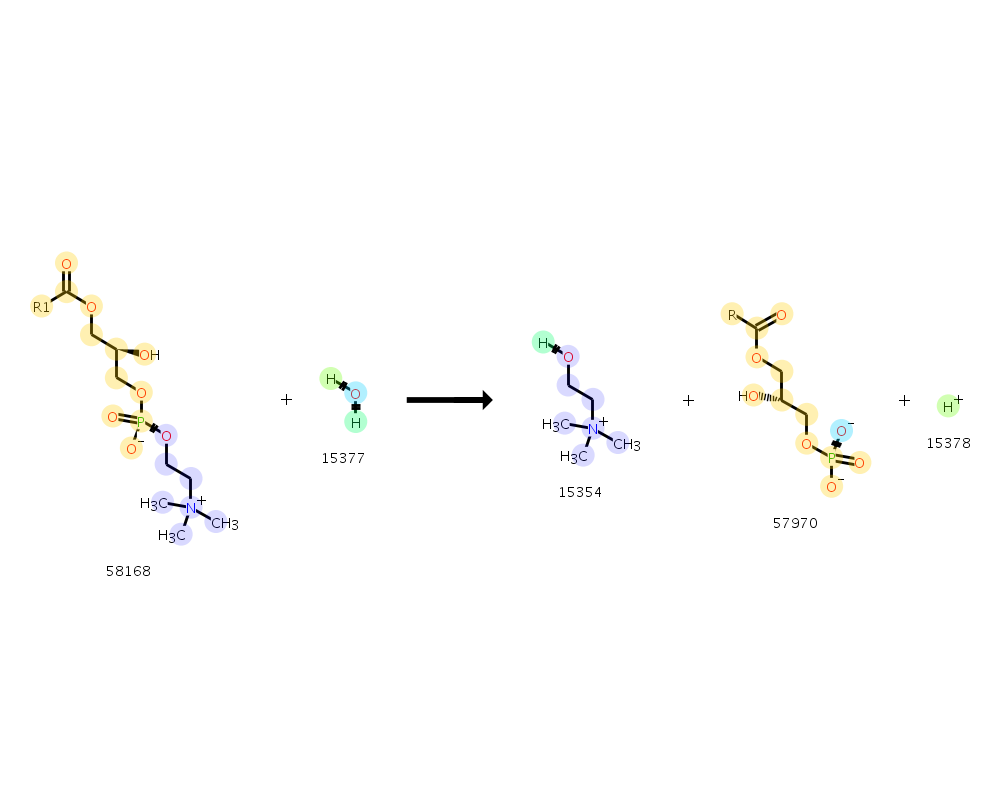 O
R1
O
OH
O
O
P
O
O⁻
N⁺
H₃C
CH₃
H₃C
58168
+
H
O
H
15377
H
O
H₃C
N⁺
CH₃
H₃C
15354
+
R
O
O
HO
O⁻
O
P
O
O⁻
57970
+
H⁺
15378